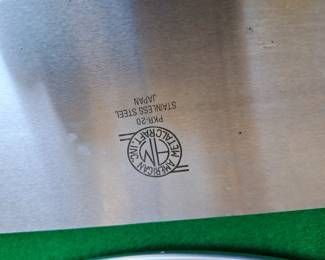 AMERICAN
AM
METALCRAFT, INC.
PKR-20
STAINLESS STEEL
JAPAN